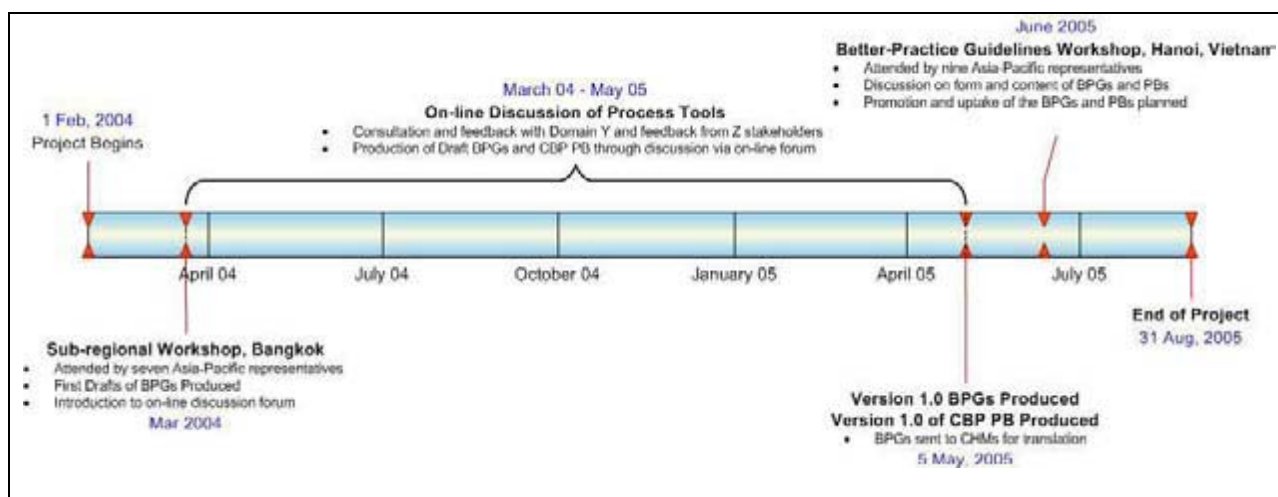 June 2005
Better-Practice Guidelines Workshop, Hanoi, Vietnam
• Attended by nine Asia-Pacific representatives
• Discussion on form and content of BPGs and PBs
• Promotion and uptake of the BPGs and PBs planned
March 04 - May 05
On-line Discussion of Process Tools
• Consultation and feedback with Domain Y and feedback from Z stakeholders
• Production of Draft BPGs and CBP PB through discussion via on-line forum
1 Feb, 2004
Project Begins
April 04
July 04
October 04
January 05
April 05
July 05
Sub-regional Workshop, Bangkok
• Attended by seven Asia-Pacific representatives
• First Drafts of BPGs Produced
• Introduction to on-line discussion forum
Mar 2004
Version 1.0 BPGs Produced
Version 1.0 of CBP PB Produced
• BPGs sent to CHMs for translation
5 May, 2005
End of Project
31 Aug, 2005